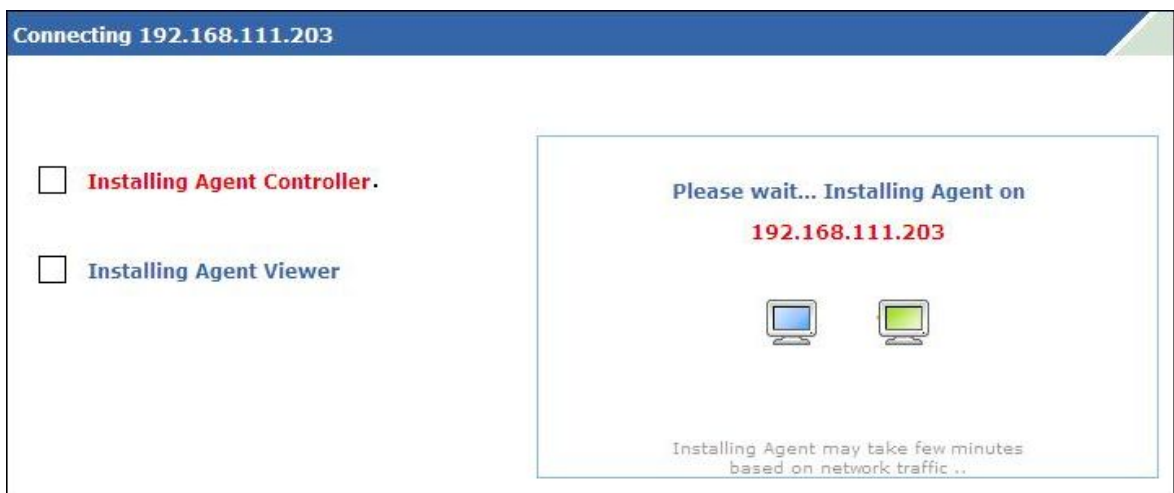 Connecting 192.168.111.203
Installing Agent Controller.
Installing Agent Viewer
Please wait... Installing Agent on
192.168.111.203
Installing Agent may take few minutes
based on network traffic ..